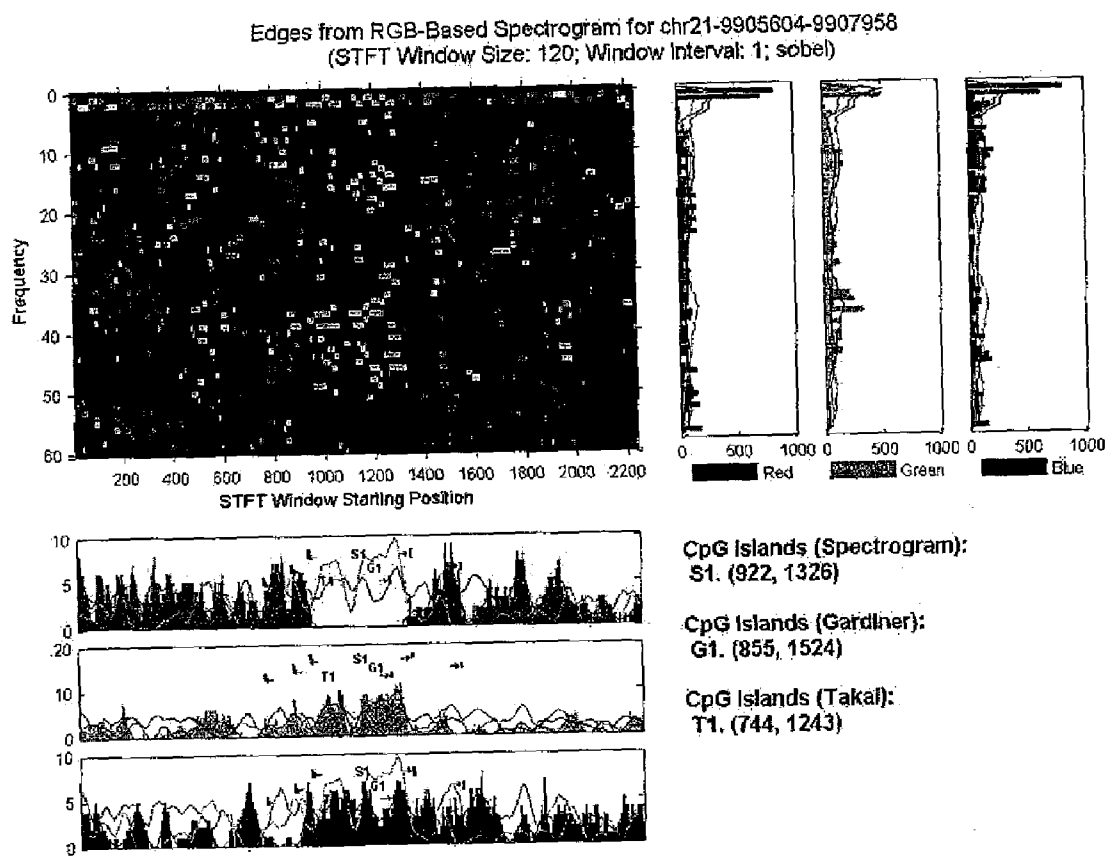 Edges from RGB-Based Spectrogram for chr21-9905604-9907958
(STFT Window Size: 120; Window Interval: 1; sobel)
Frequency
0
10
20
30
40
50
60
200 400 600 800 1000 1200 1400 1600 1800 2000 2200
STFT Window Starting Position
0 500 1000
Red
0 500 1000
Green
0 500 1000
Blue
10
5
0
S1
G1
20
10
0
T1
S1
G1
10
5
0
S1
G1
CpG Islands (Spectrogram):
S1. (922, 1326)
CpG Islands (Gardiner):
G1. (855, 1524)
CpG Islands (Takai):
T1. (744, 1243)